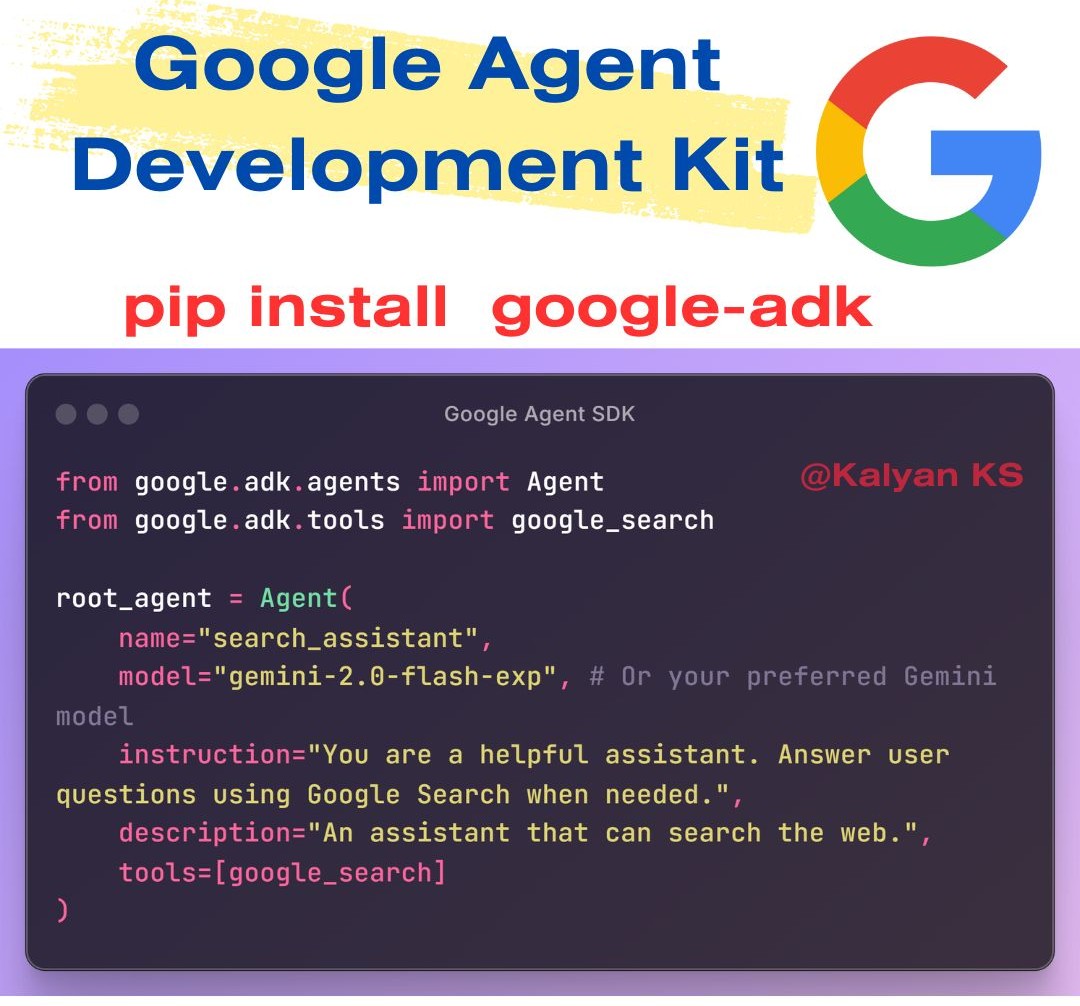 Google Agent
Development Kit
pip install google-adk
Google Agent SDK
@Kalyan KS
from google.adk.agents import Agent
from google.adk.tools import google_search
root_agent = Agent(
    name="search_assistant",
    model="gemini-2.0-flash-exp", # Or your preferred Gemini
model
    instruction="You are a helpful assistant. Answer user
questions using Google Search when needed.",
    description="An assistant that can search the web.",
    tools=[google_search]
)